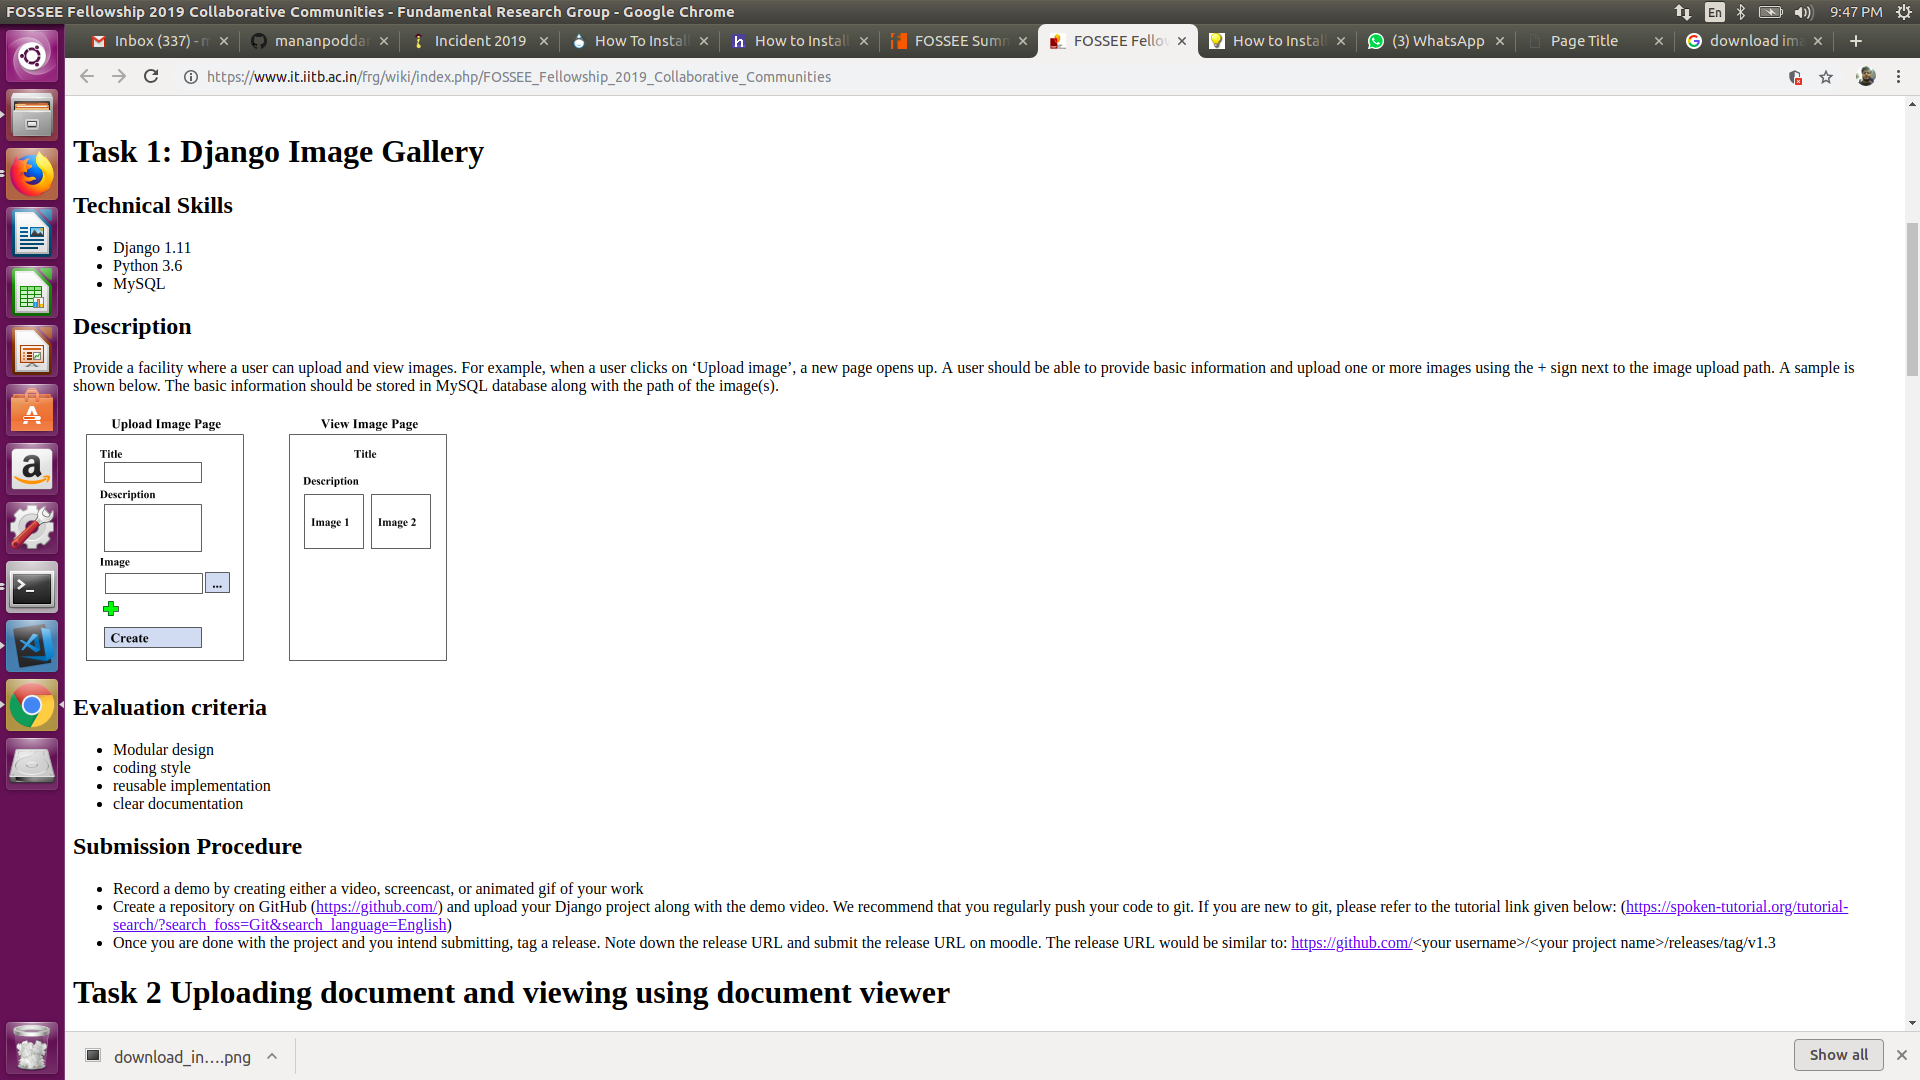 FOSSEE Fellowship 2019 Collaborative Communities - Fundamental Research Group - Google Chrome
En
9:47 PM
Inbox (337) - m
mananpoddar
Incident 2019
How To Install
How to Install
FOSSEE Summ
FOSSEE Fello
How to Install
(3) WhatsApp
Page Title
download ima
https://www.it.iitb.ac.in/frg/wiki/index.php/FOSSEE_Fellowship_2019_Collaborative_Communities
Task 1: Django Image Gallery
Technical Skills
Django 1.11
Python 3.6
MySQL
Description
Provide a facility where a user can upload and view images. For example, when a user clicks on ‘Upload image’, a new page opens up. A user should be able to provide basic information and upload one or more images using the + sign next to the image upload path. A sample is
shown below. The basic information should be stored in MySQL database along with the path of the image(s).
Upload Image Page
Title
Description
Image
...
Create
View Image Page
Title
Description
Image 1
Image 2
Evaluation criteria
Modular design
coding style
reusable implementation
clear documentation
Submission Procedure
Record a demo by creating either a video, screencast, or animated gif of your work
Create a repository on GitHub (https://github.com/) and upload your Django project along with the demo video. We recommend that you regularly push your code to git. If you are new to git, please refer to the tutorial link given below: (https://spoken-tutorial.org/tutorial-
search/?search_foss=Git&search_language=English)
Once you are done with the project and you intend submitting, tag a release. Note down the release URL and submit the release URL on moodle. The release URL would be similar to: https://github.com/<your username>/<your project name>/releases/tag/v1.3
Task 2 Uploading document and viewing using document viewer
download_in....png
Show all